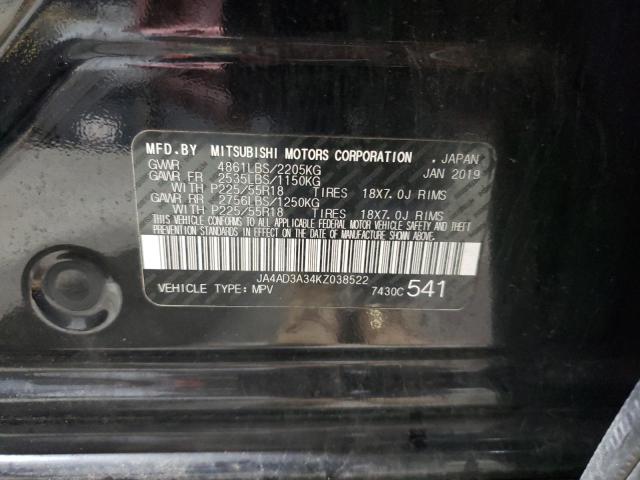 MFD.BY MITSUBISHI MOTORS CORPORATION , JAPAN
GVWR 4861LBS/2205KG JAN 2019
GAWR FR 2535LBS/1150KG
WITH P225/55R18 TIRES 18X7.0J RIMS
GAWR RR 2756LBS/1250KG
WITH P225/55R18 TIRES 18X7.0J RIMS
THIS VEHICLE CONFORMS TO ALL APPLICABLE FEDERAL MOTOR VEHICLE SAFETY AND
THEFT PREVENTION STANDARDS IN EFFECT ON THE DATE OF MANUFACTURE SHOWN ABOVE.
JA4AD3A34KZ038522
VEHICLE TYPE: MPV 7430C 541